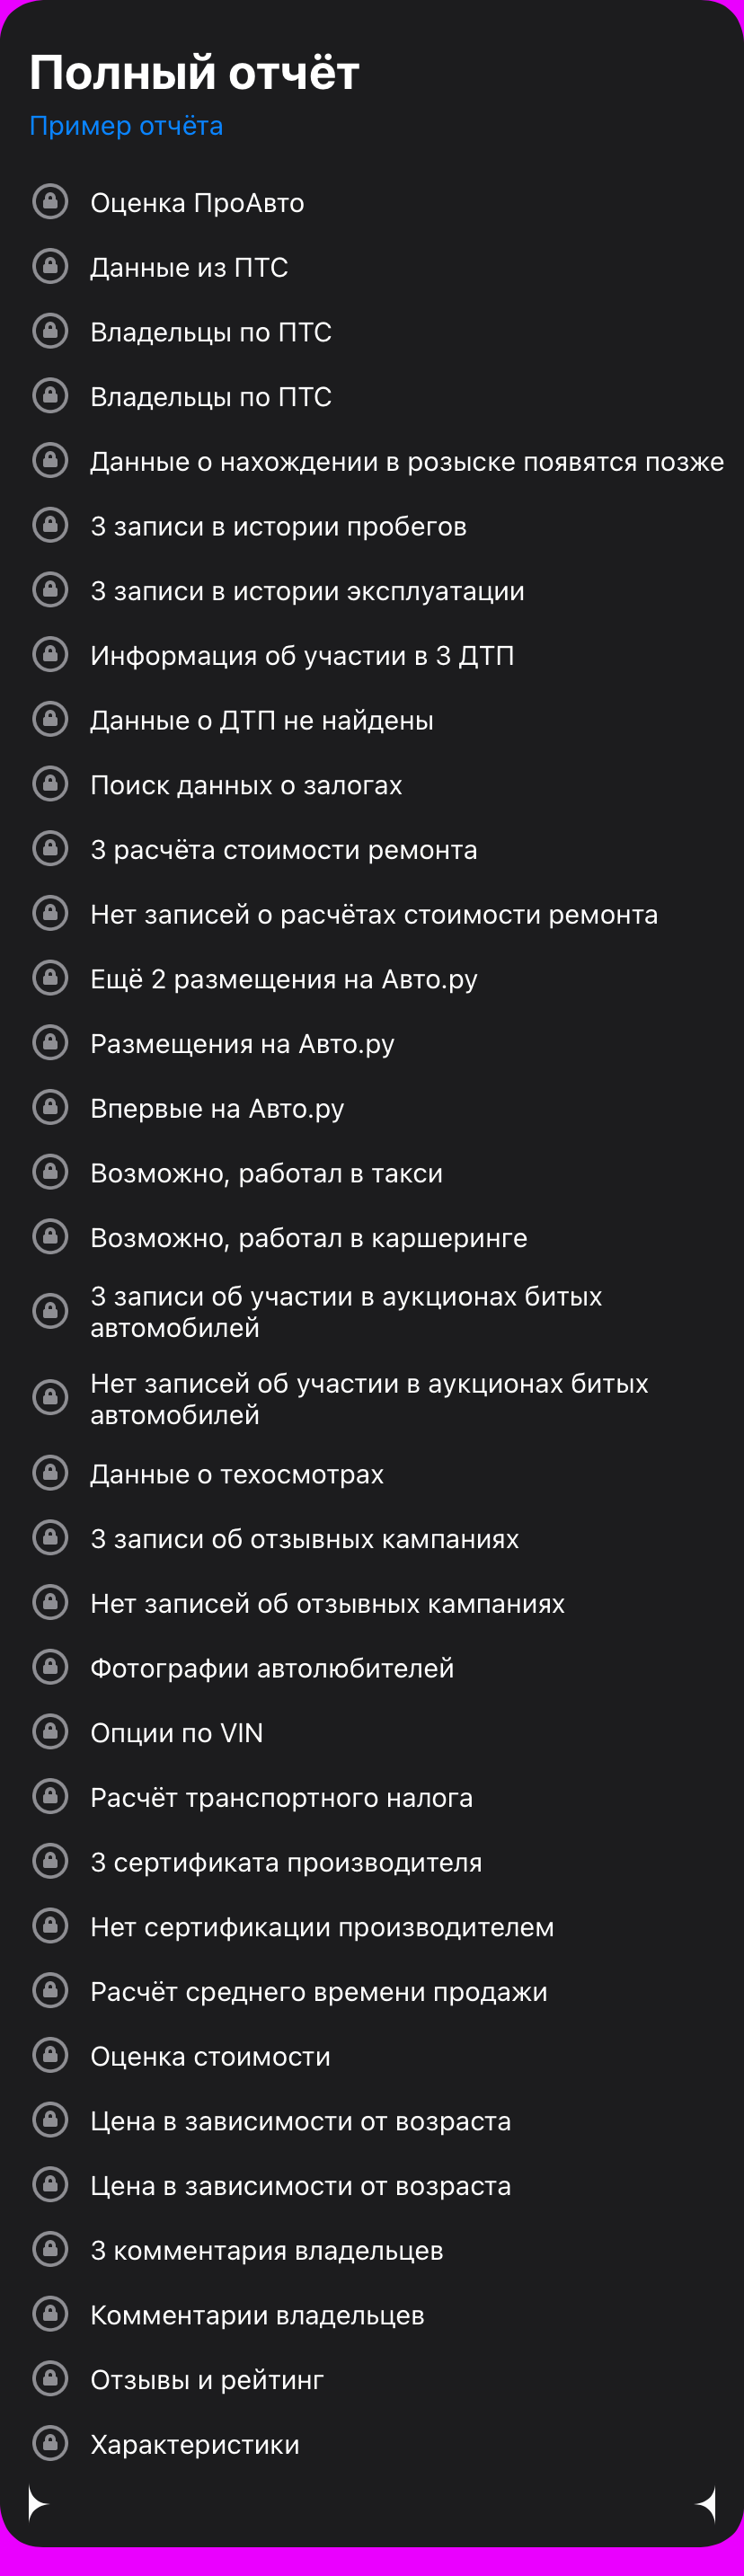 Полный отчёт
Пример отчёта
Оценка ПроАвто
Данные из ПТС
Владельцы по ПТС
Владельцы по ПТС
Данные о нахождении в розыске появятся позже
3 записи в истории пробегов
3 записи в истории эксплуатации
Информация об участии в 3 ДТП
Данные о ДТП не найдены
Поиск данных о залогах
3 расчёта стоимости ремонта
Нет записей о расчётах стоимости ремонта
Ещё 2 размещения на Авто.ру
Размещения на Авто.ру
Впервые на Авто.ру
Возможно, работал в такси
Возможно, работал в каршеринге
3 записи об участии в аукционах битых
автомобилей
Нет записей об участии в аукционах битых
автомобилей
Данные о техосмотрах
3 записи об отзывных кампаниях
Нет записей об отзывных кампаниях
Фотографии автолюбителей
Опции по VIN
Расчёт транспортного налога
3 сертификата производителя
Нет сертификации производителем
Расчёт среднего времени продажи
Оценка стоимости
Цена в зависимости от возраста
Цена в зависимости от возраста
3 комментария владельцев
Комментарии владельцев
Отзывы и рейтинг
Характеристики